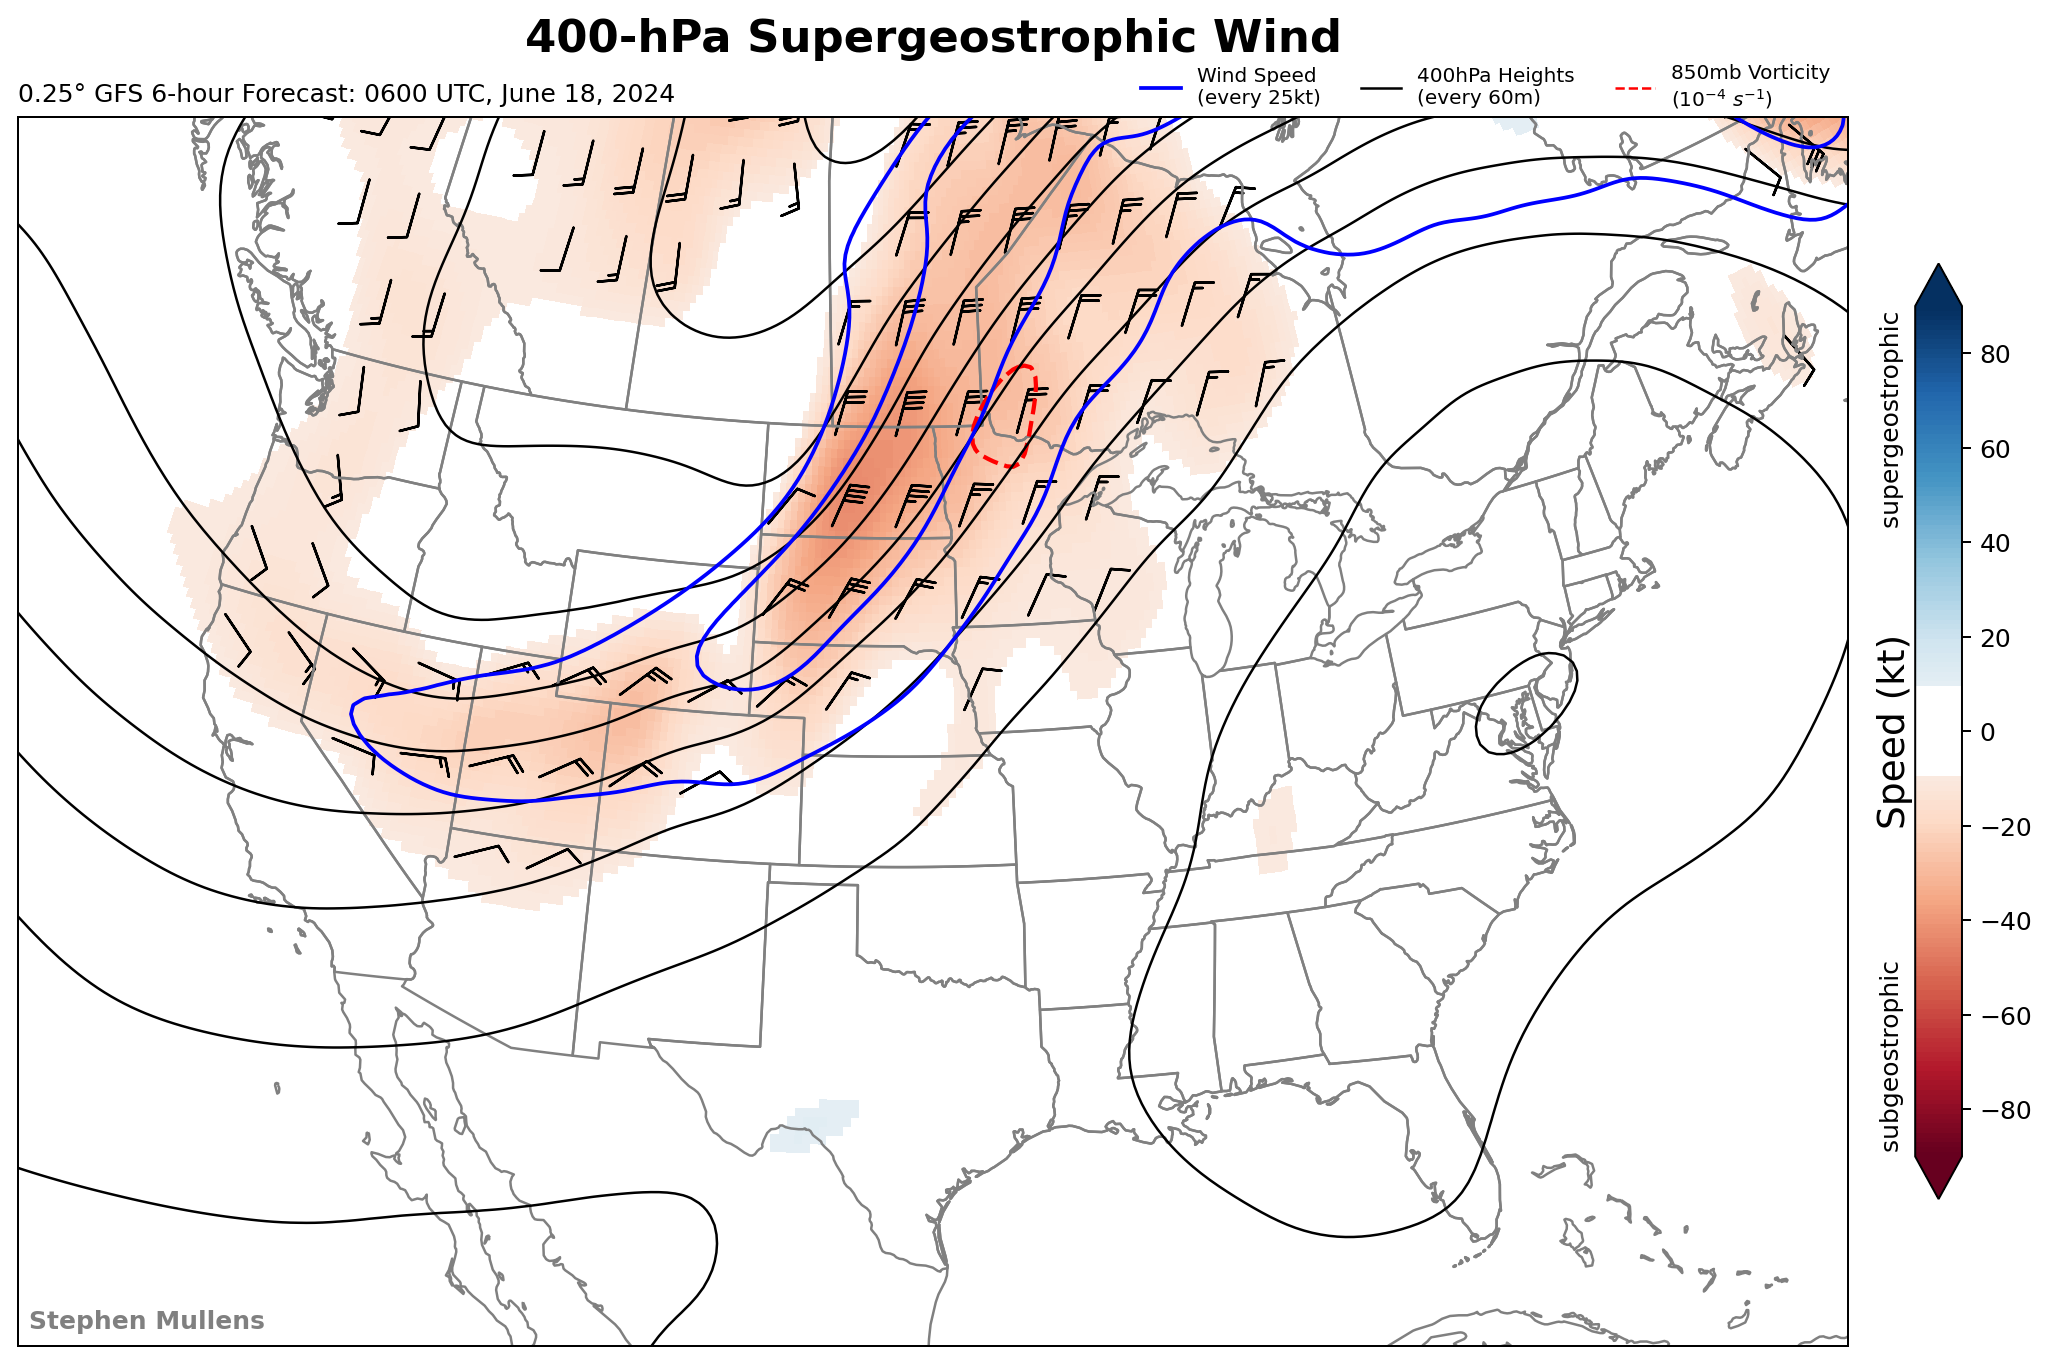 400-hPa Supergeostrophic Wind
0.25° GFS 6-hour Forecast: 0600 UTC, June 18, 2024
Wind Speed
(every 25kt)
400hPa Heights
(every 60m)
850mb Vorticity
(10⁻⁴ s⁻¹)
supergeostrophic
Speed (kt)
subgeostrophic
80
60
40
20
0
−20
−40
−60
−80
Stephen Mullens